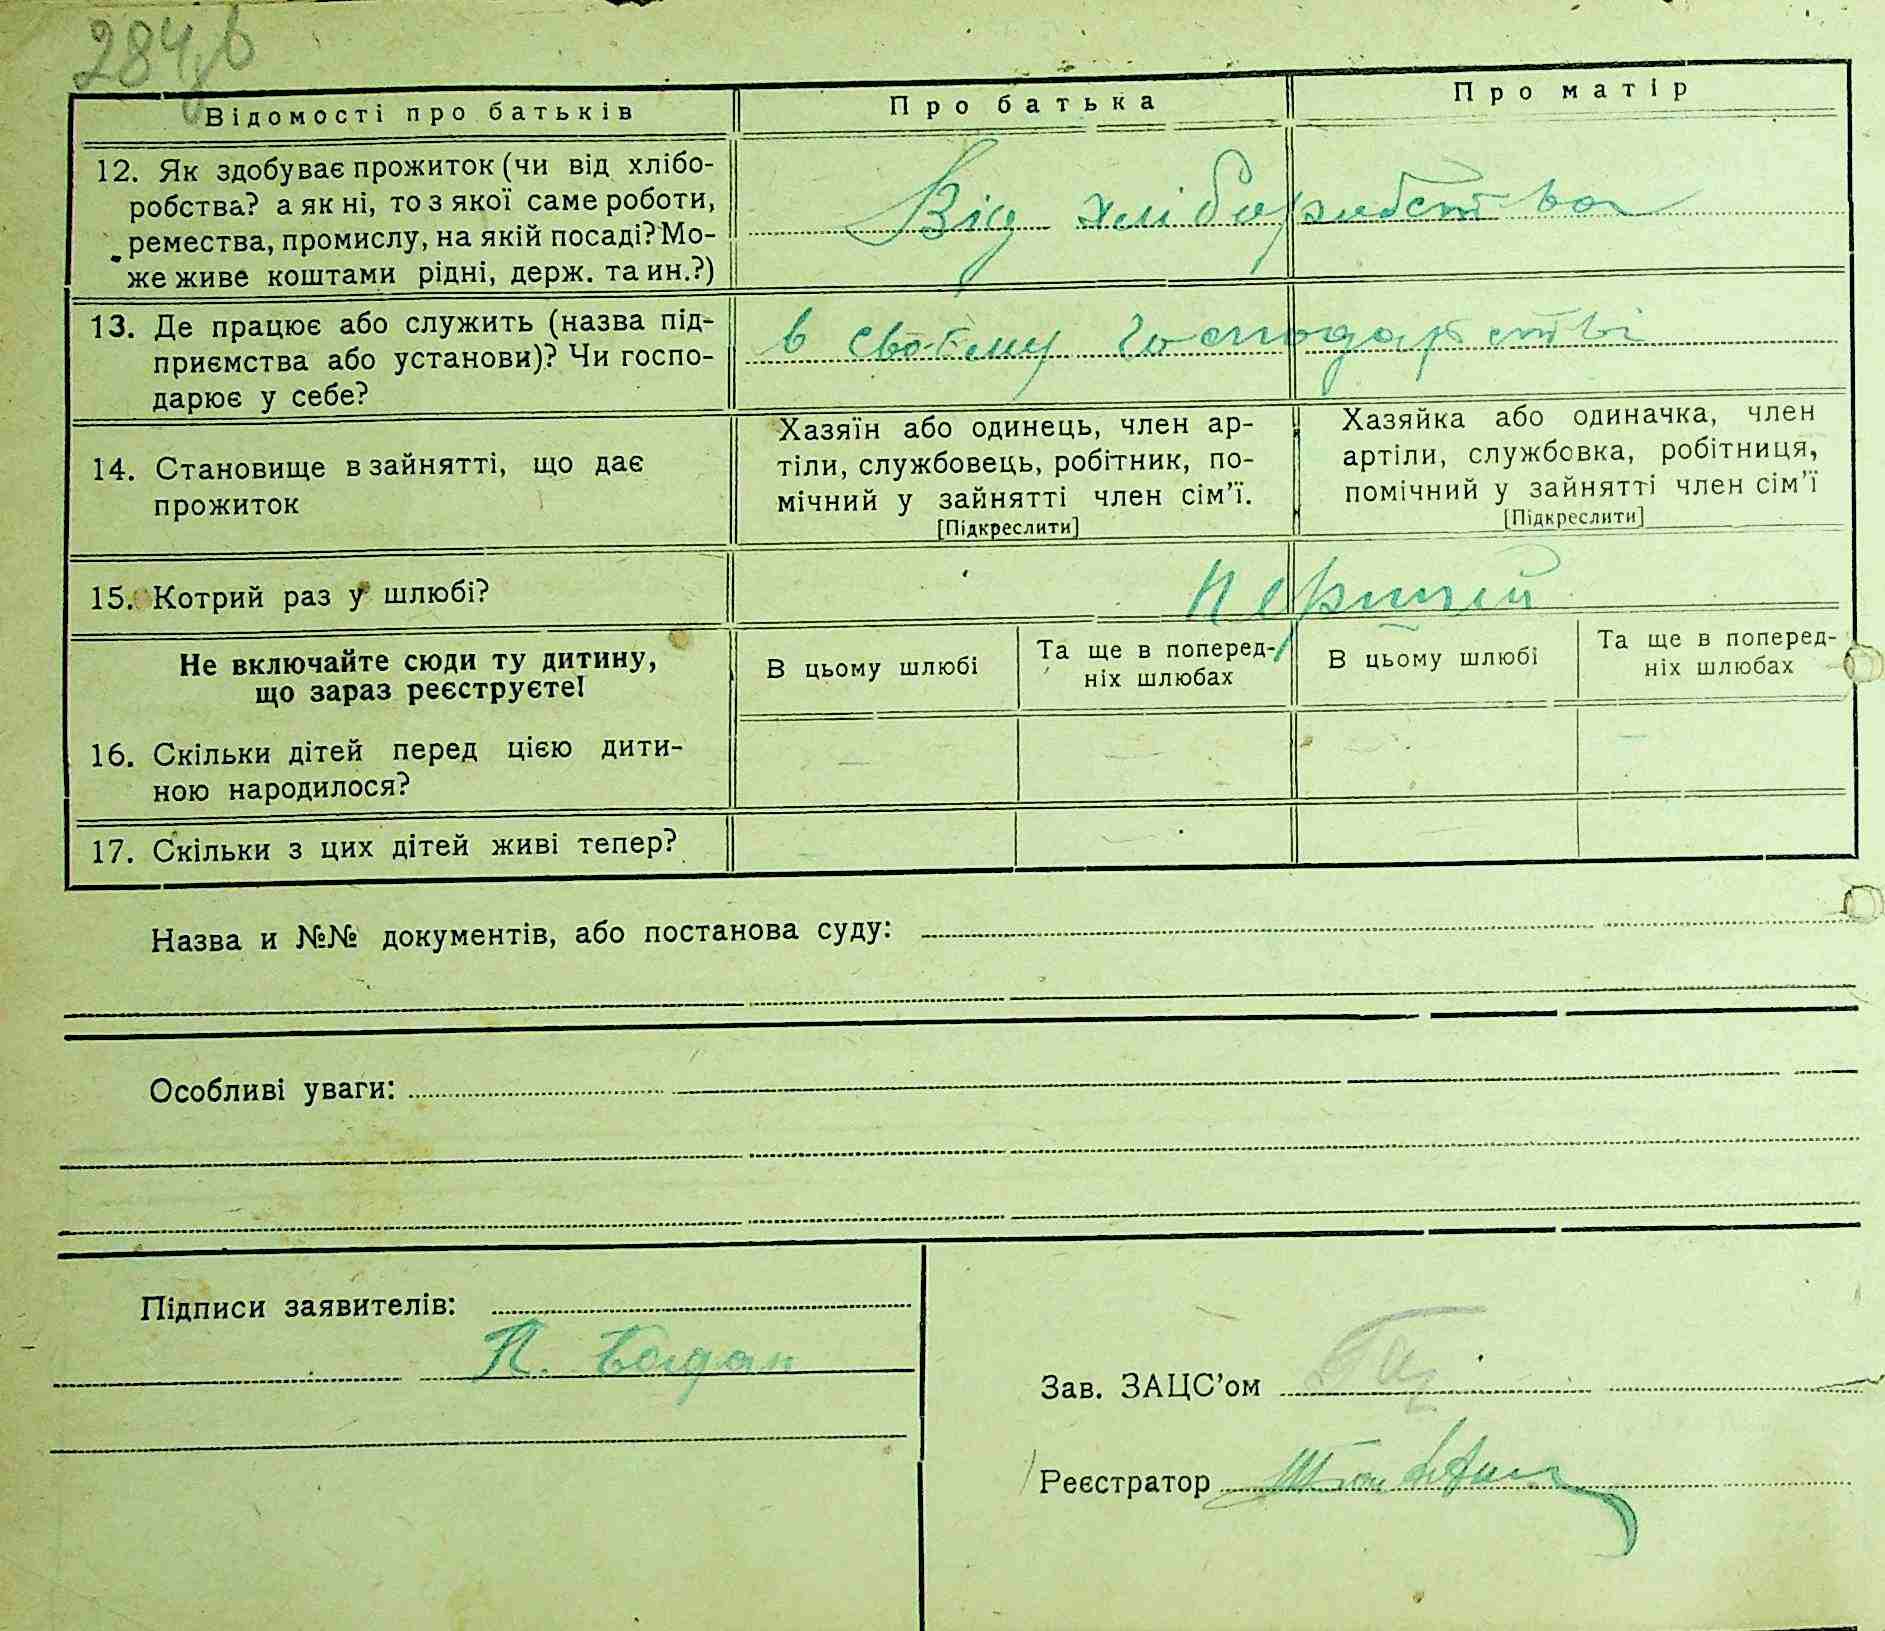 284
Відомості про батьків
Про батька
Про матір
12. Як здобуває прожиток (чи від хлібо-
робства? а як ні, то з якої саме роботи,
ремества, промислу, на якій посаді? Мо-
же живе коштами рідні, держ. та ин.?)
Від хліборобства
13. Де працює або служить (назва під-
приємства або установи)? Чи госпо-
дарює у себе?
в своєму господарстві
14. Становище в зайнятті, що дає
прожиток
Хазяїн або одинець, член ар-
тіли, службовець, робітник, по-
мічний у зайнятті член сім’ї.
[Підкреслити]
Хазяйка або одиначка, член
артіли, службовка, робітниця,
помічний у зайнятті член сім’ї
[Підкреслити]
15. Котрий раз у шлюбі?
Не включайте сюди ту дитину,
що зараз реєструєте!
В цьому шлюбі
Та ще в поперед-
ніх шлюбах
В цьому шлюбі
Та ще в поперед-
ніх шлюбах
16. Скільки дітей перед цією дити-
ною народилося?
17. Скільки з цих дітей живі тепер?
Назва и №№ документів, або постанова суду:
Особливі уваги:
Підписи заявителів:
Богдан
Зав. ЗАЦС’ом
Реєстратор